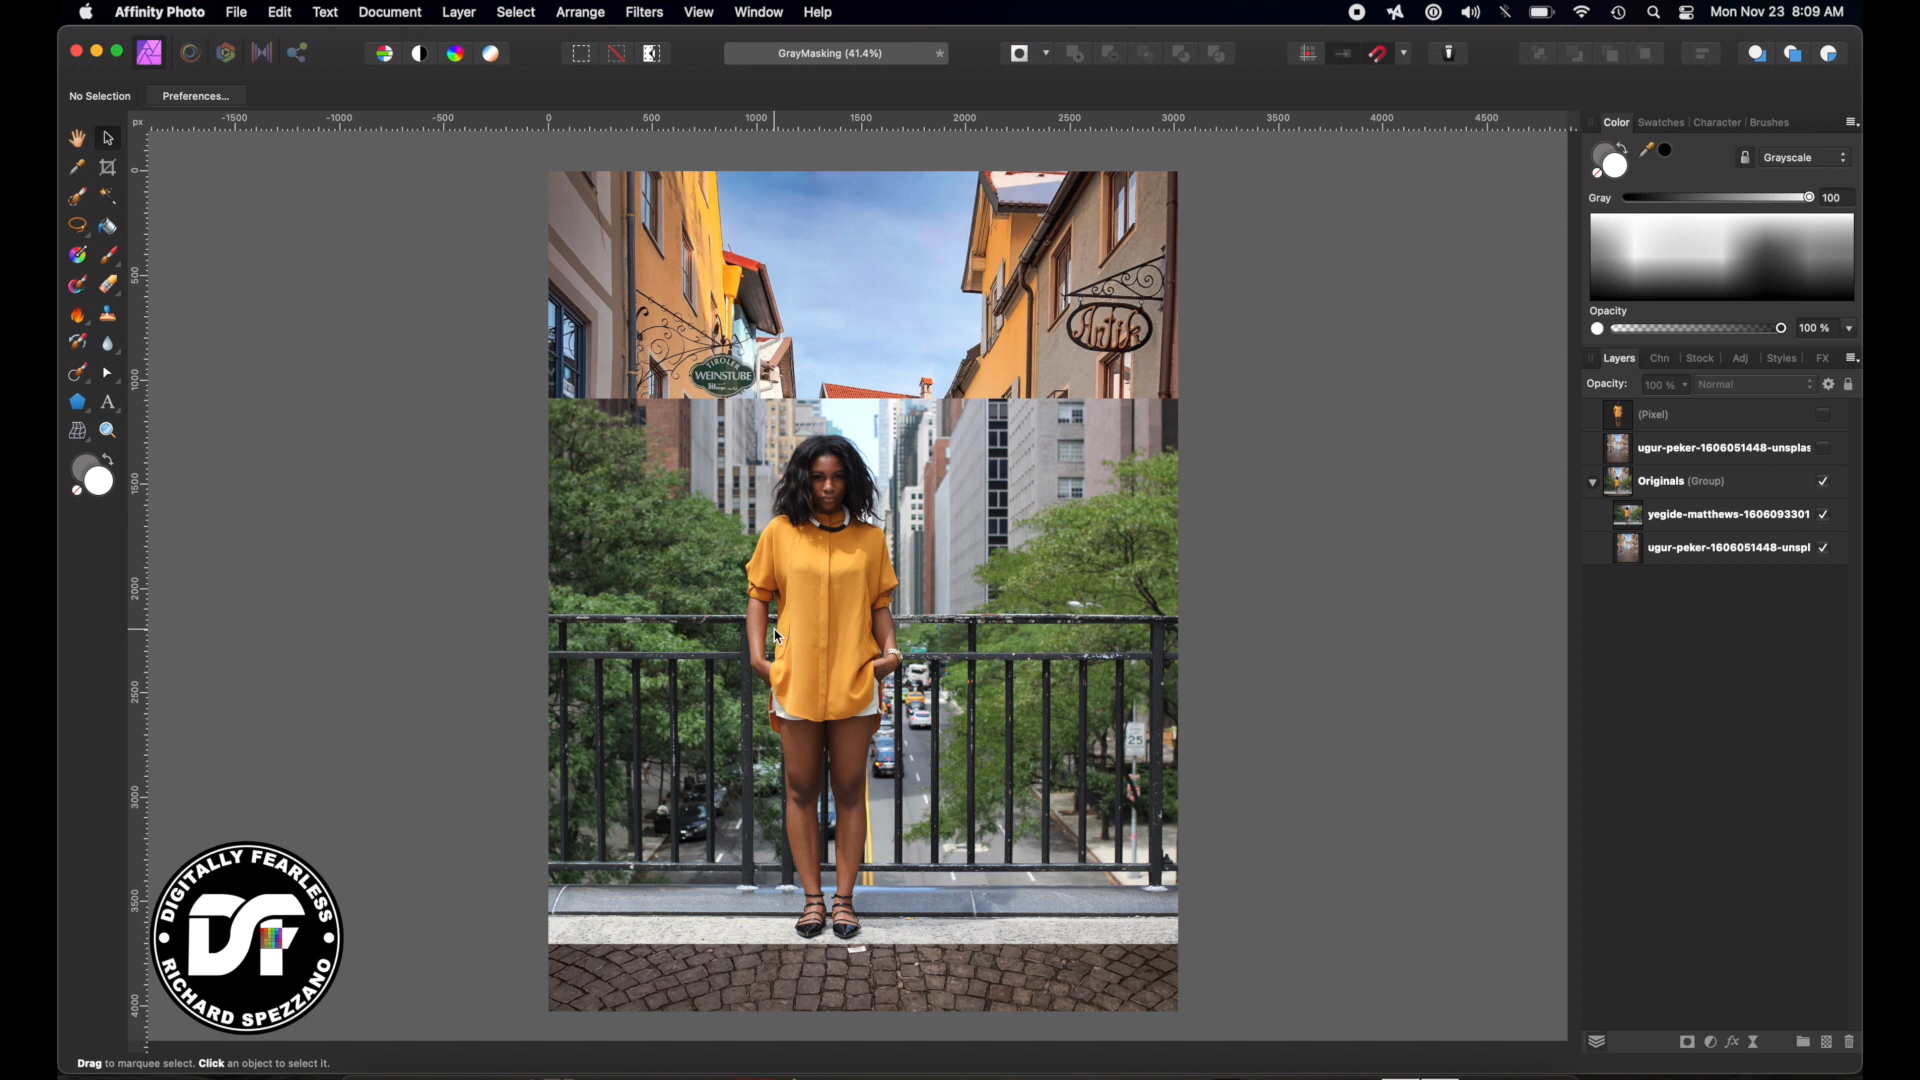 Affinity Photo File Edit Text Document Layer Select Arrange Filters View Window Help
Mon Nov 23 8:09 AM
GrayMasking (41.4%)
No Selection Preferences...
px -1500 -1000 -500 0 500 1000 1500 2000 2500 3000 3500 4000 4500
0
500
1000
1500
2000
2500
3000
3500
4000
Color Swatches Character Brushes
Grayscale
Gray 100
Opacity
100 %
Layers Chn Stock Adj Styles FX
Opacity: 100 % Normal
(Pixel)
ugur-peker-1606051448-unsplas
Originals (Group)
yegide-matthews-1606093301
ugur-peker-1606051448-unspl
Antik
TIROLER
WEINSTUBE
25
DIGITALLY FEARLESS
DSF
RICHARD SPEZZANO
Drag to marquee select. Click an object to select it.